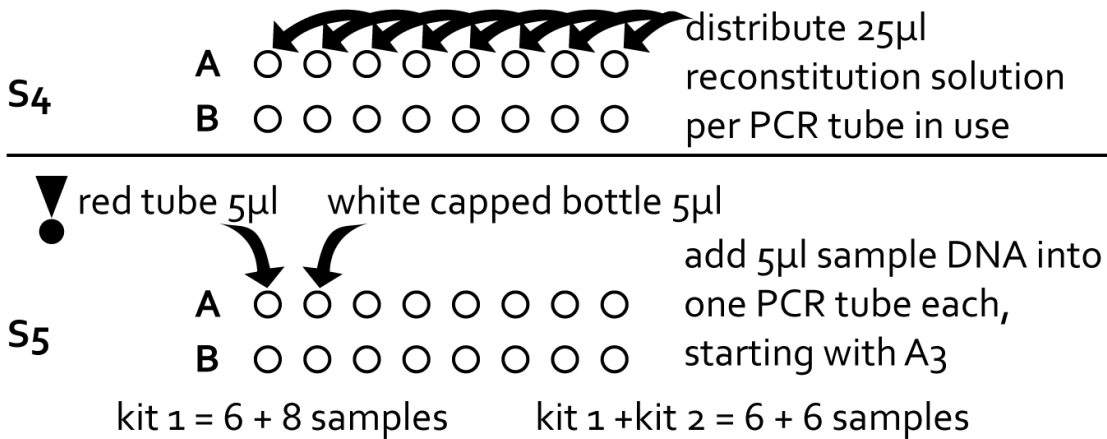 S4
A
B
distribute 25µl
reconstitution solution
per PCR tube in use
red tube 5µl
white capped bottle 5µl
S5
A
B
add 5µl sample DNA into
one PCR tube each,
starting with A3
kit 1 = 6 + 8 samples
kit 1 +kit 2 = 6 + 6 samples